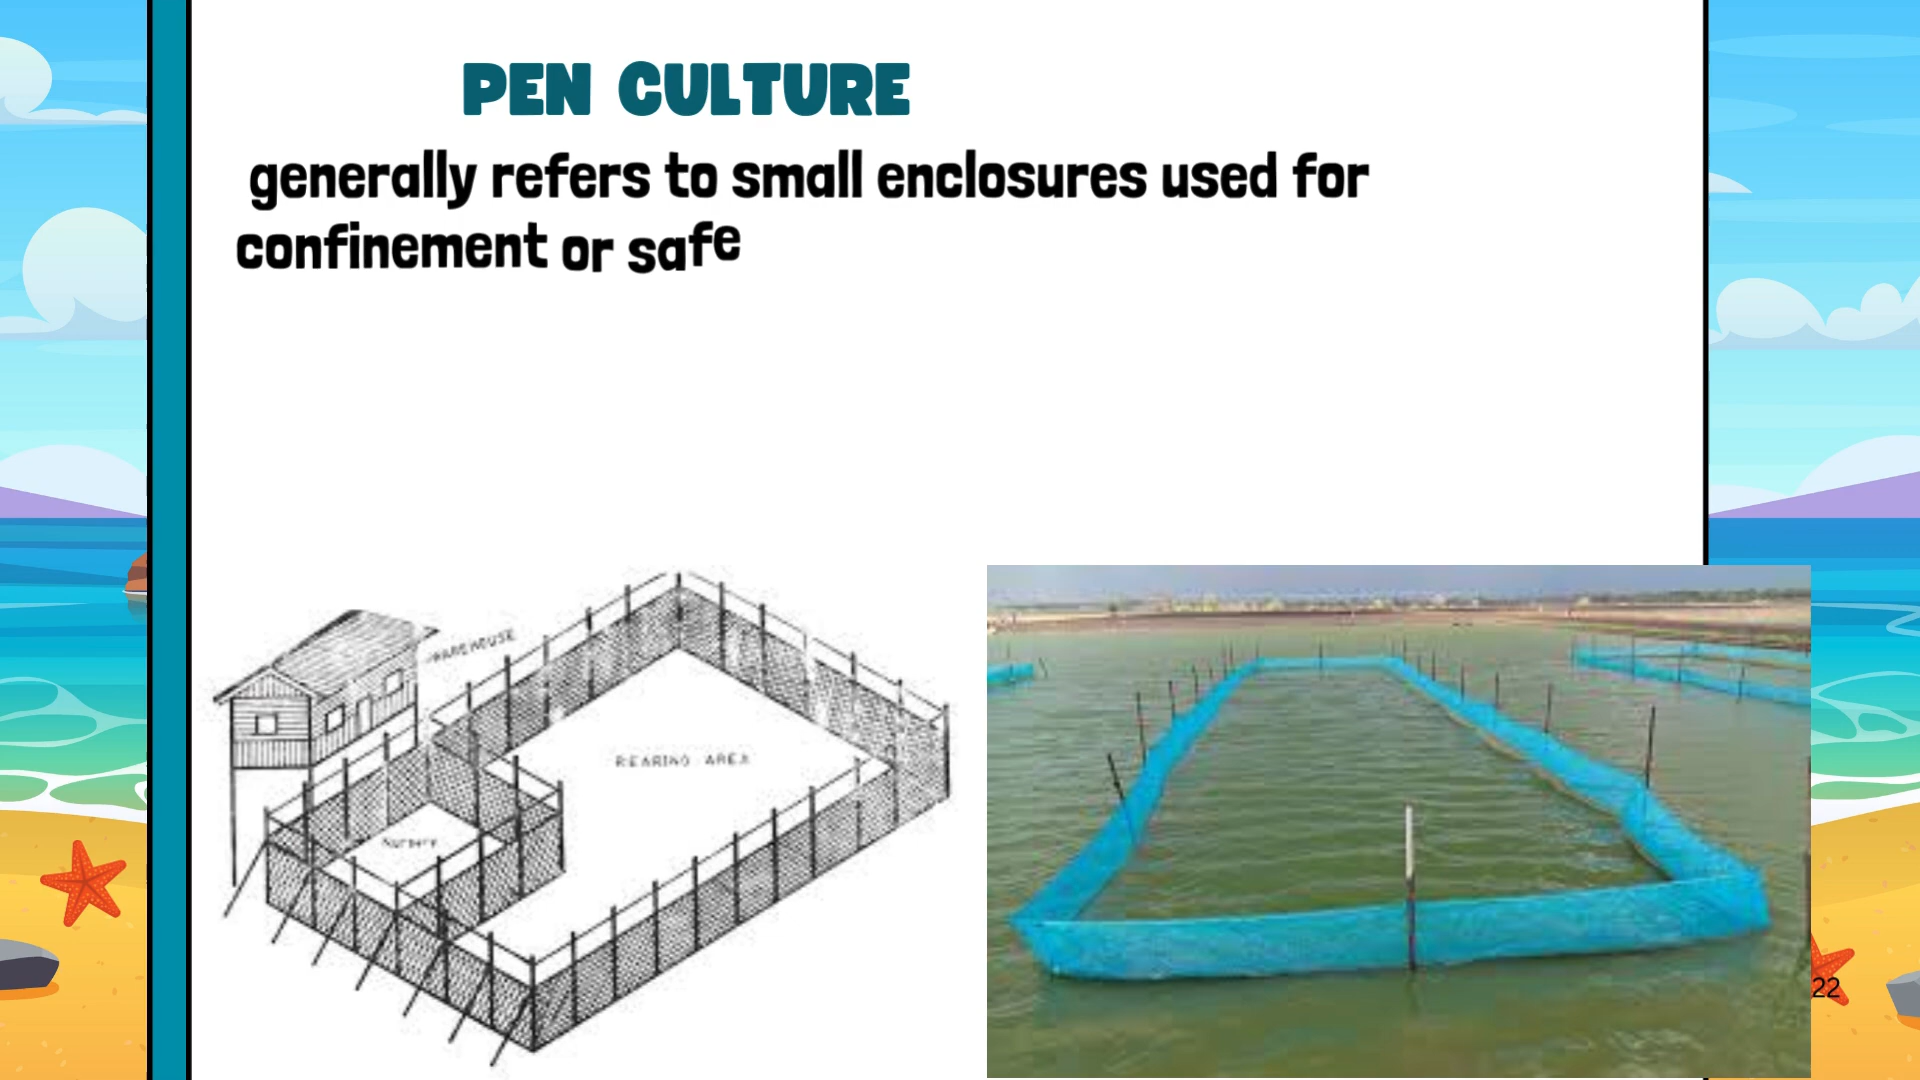 PEN CULTURE
generally refers to small enclosures used for
confinement or safe
WAREHOUSE
REARING AREA
NURSERY
22